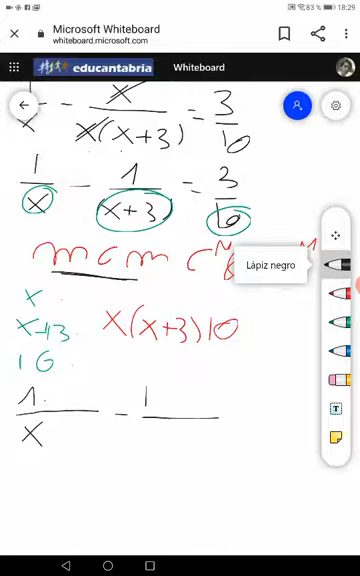 18:29
83 %
Microsoft Whiteboard
whiteboard.microsoft.com
educantabria
Whiteboard
x - x/x(x+3) = 3/10
1/x - 1/(x+3) = 3/10
mcm
Lápiz negro
x
x+3 x(x+3)10
10
1. - 1
x
T